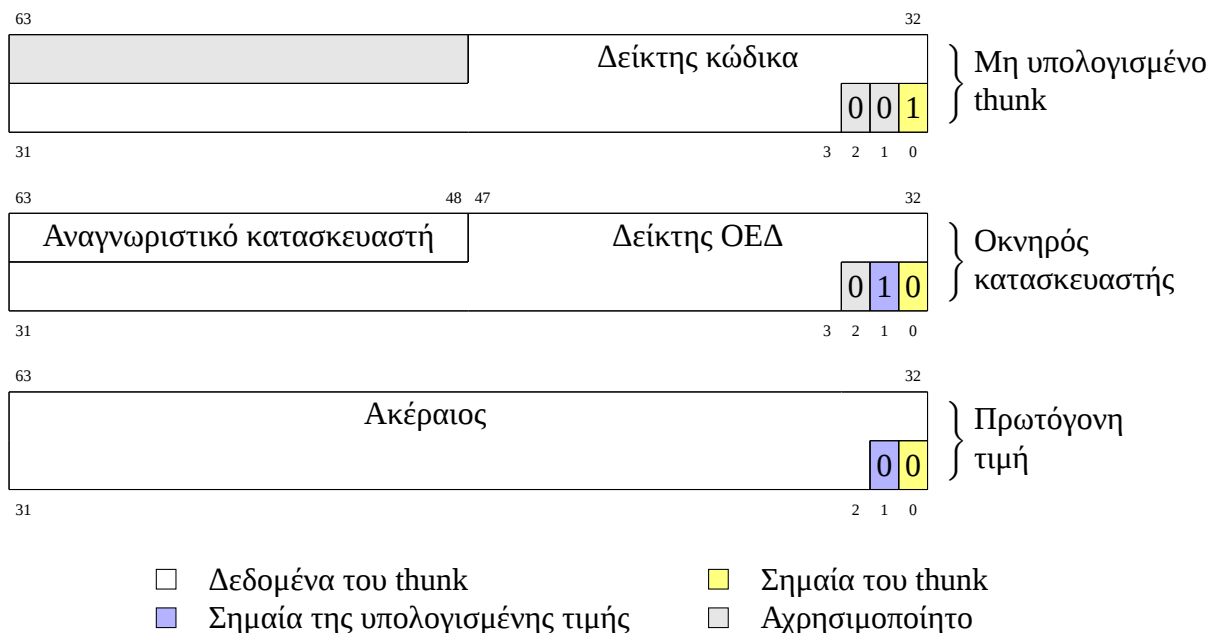 63 32
Δείκτης κώδικα
Μη υπολογισμένο
thunk
0 0 1
31 3 2 1 0
63 48 47 32
Αναγνωριστικό κατασκευαστή Δείκτης ΟΕΔ
Οκνηρός
κατασκευαστής
0 1 0
31 3 2 1 0
63 32
Ακέραιος
Πρωτόγονη
τιμή
0 0
31 2 1 0
Δεδομένα του thunk Σημαία του thunk
Σημαία της υπολογισμένης τιμής Αχρησιμοποίητο